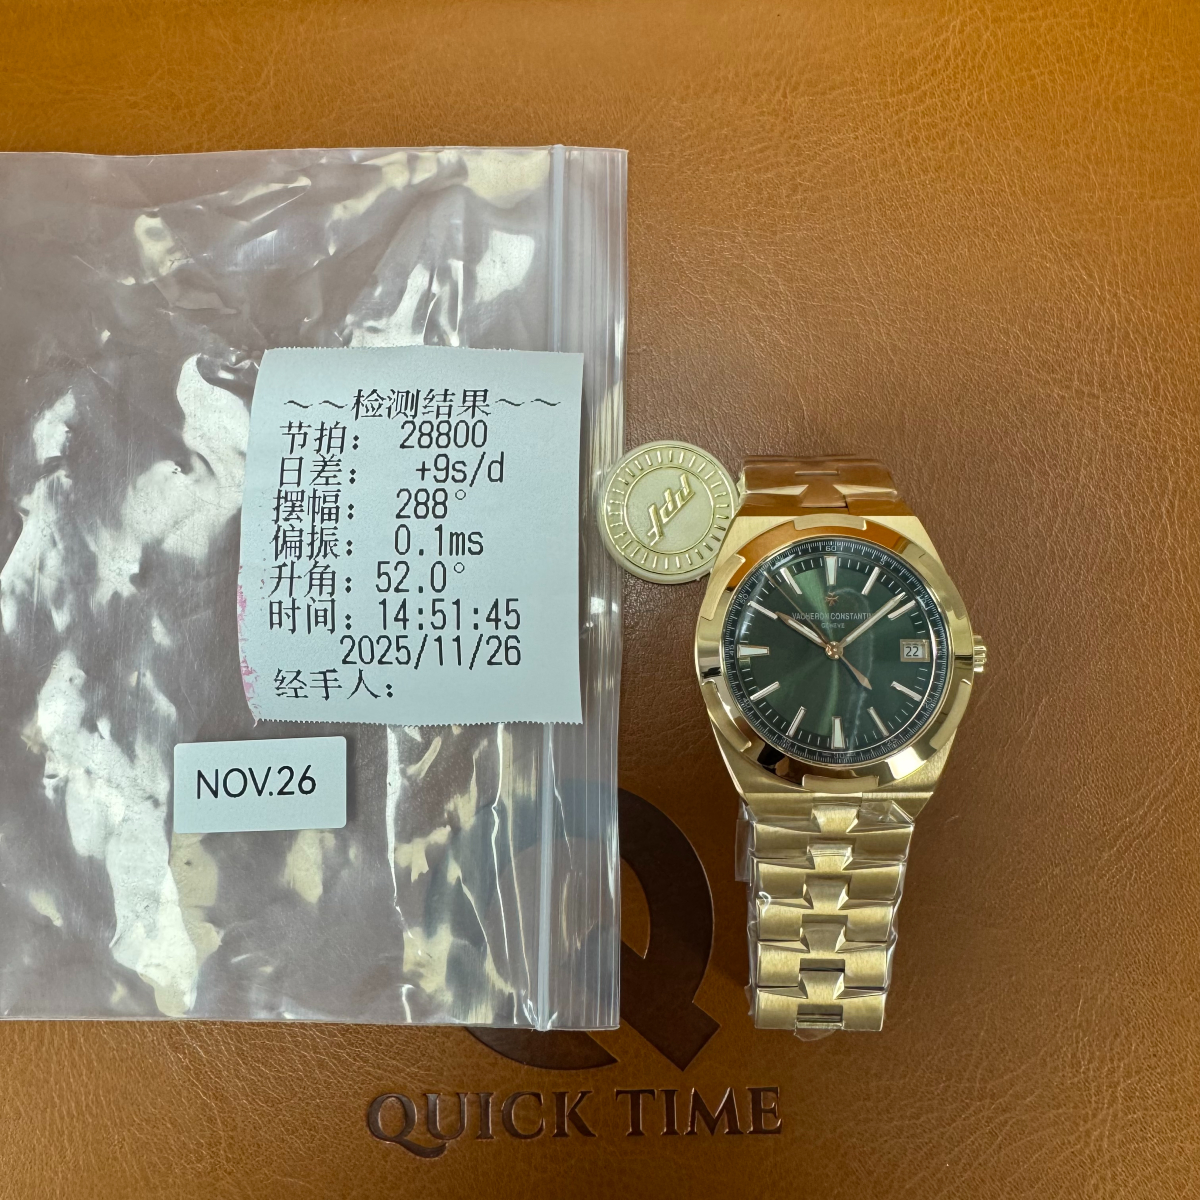 ~~检测结果~~
节拍: 28800
日差: +9s/d
摆幅: 288°
偏振: 0.1ms
升角: 52.0°
时间: 14:51:45
2025/11/26
经手人:
NOV.26
ppf
60
VACHERON CONSTANTIN
GENEVE
22
QUICK TIME